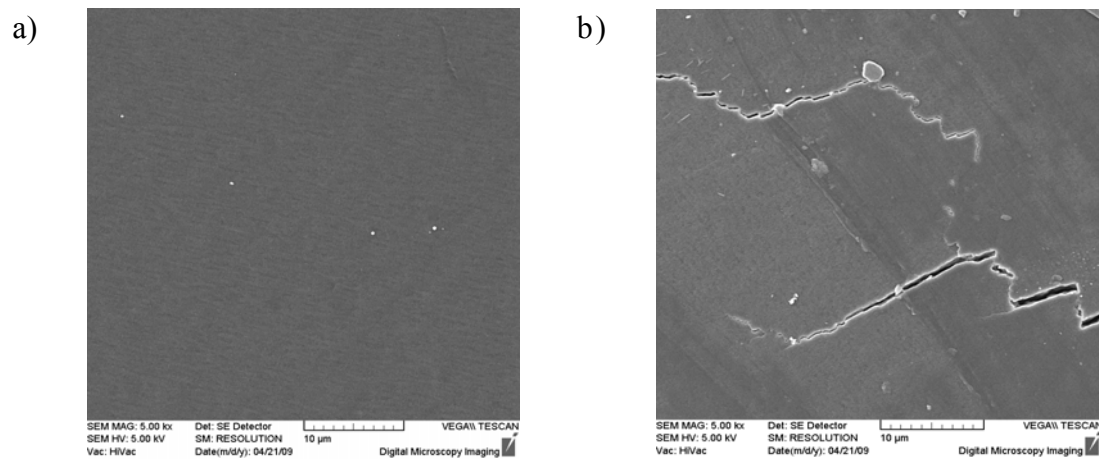 a)
b)
SEM MAG: 5.00 kx Det: SE Detector VEGA\\ TESCAN
SEM HV: 5.00 kV SM: RESOLUTION 10 µm
Vac: HiVac Date(m/d/y): 04/21/09 Digital Microscopy Imaging
SEM MAG: 5.00 kx Det: SE Detector VEGA\\ TESCAN
SEM HV: 5.00 kV SM: RESOLUTION 10 µm
Vac: HiVac Date(m/d/y): 04/21/09 Digital Microscopy Imaging